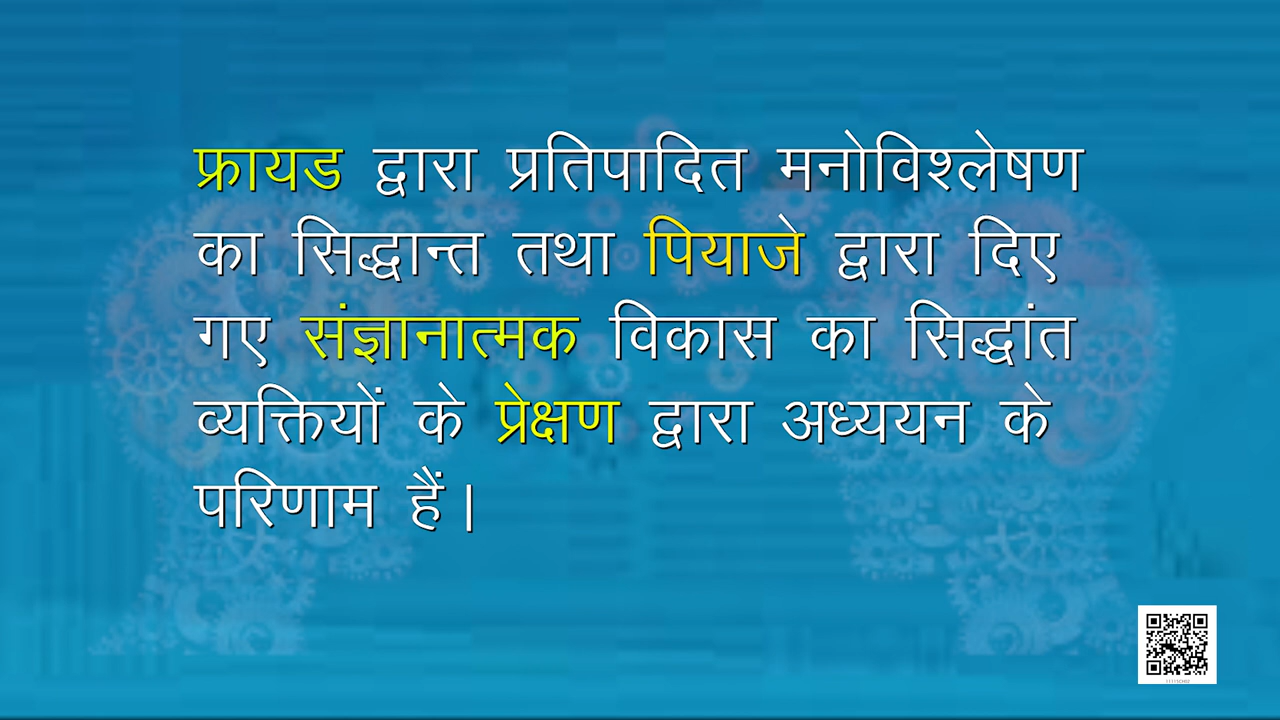 फ्रायड द्वारा प्रतिपादित मनोविश्लेषण
का सिद्धान्त तथा पियाजे द्वारा दिए
गए संज्ञानात्मक विकास का सिद्धांत
व्यक्तियों के प्रेक्षण द्वारा अध्ययन के
परिणाम हैं।